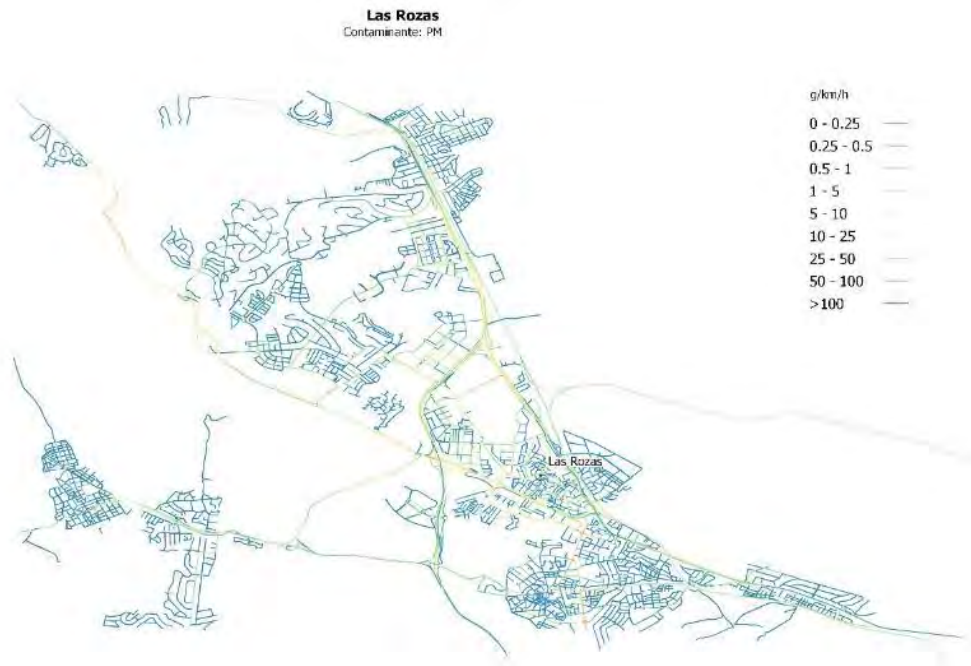 Las Rozas
Contaminante: PM
g/km/h
0 - 0.25
0.25 - 0.5
0.5 - 1
1 - 5
5 - 10
10 - 25
25 - 50
50 - 100
>100
Las Rozas